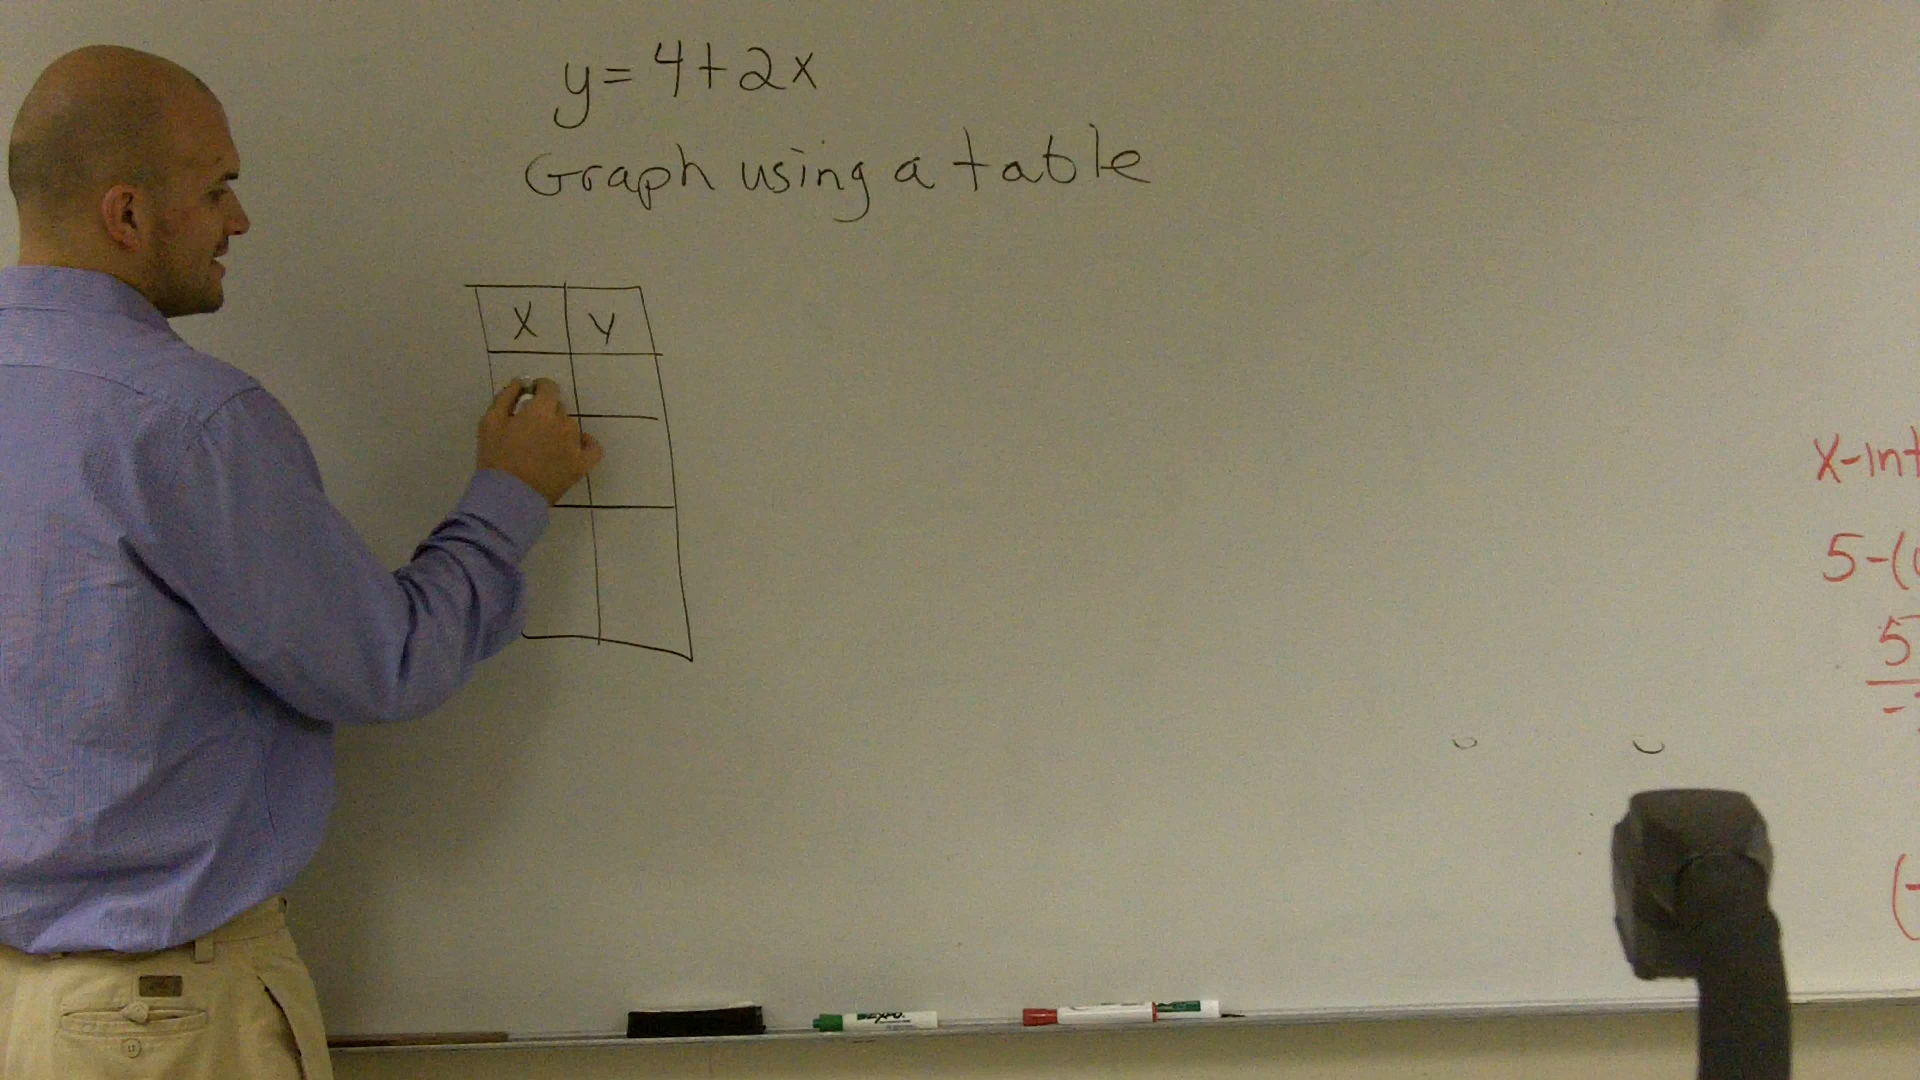 y=4+2x
Graph using a table
X Y
X-int
5-(
5
EXPO